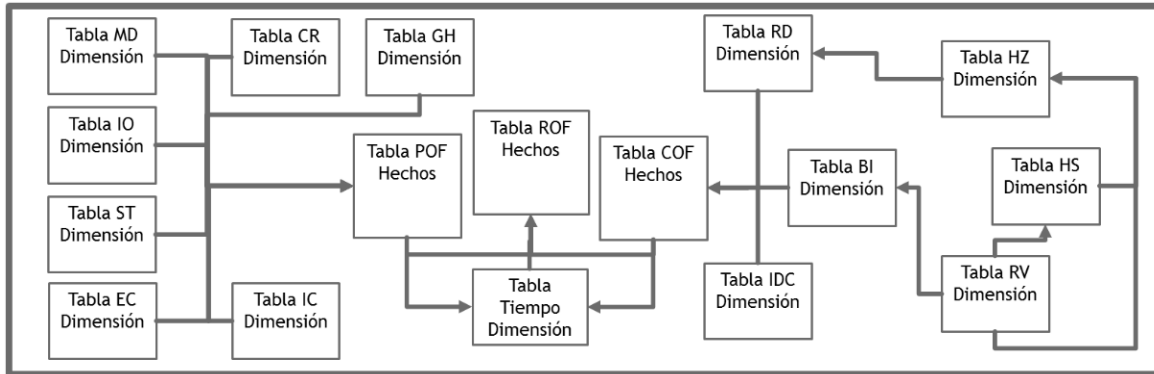 Tabla MD
Dimensión
Tabla CR
Dimensión
Tabla GH
Dimensión
Tabla RD
Dimensión
Tabla HZ
Dimensión
Tabla IO
Dimensión
Tabla POF
Hechos
Tabla ROF
Hechos
Tabla COF
Hechos
Tabla BI
Dimensión
Tabla HS
Dimensión
Tabla ST
Dimensión
Tabla EC
Dimensión
Tabla IC
Dimensión
Tabla
Tiempo
Dimensión
Tabla IDC
Dimensión
Tabla RV
Dimensión